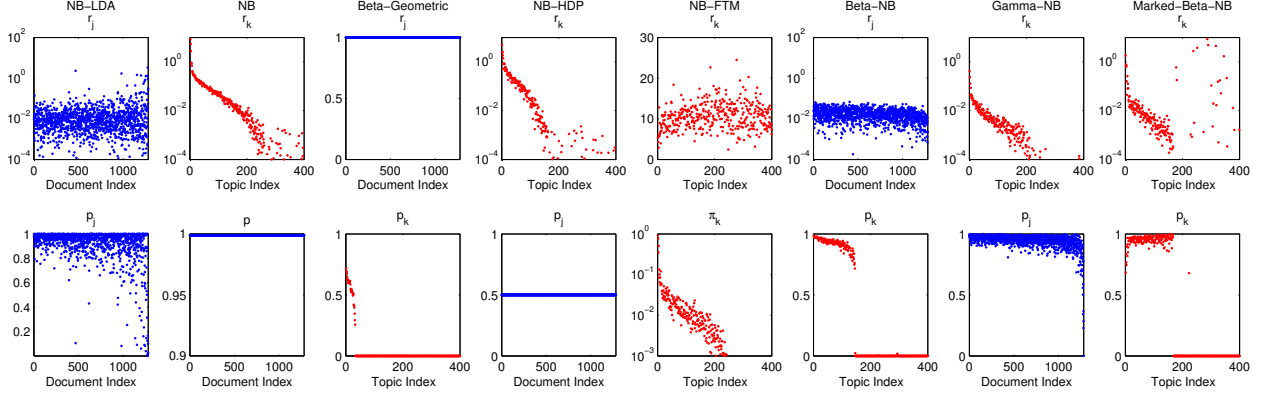 NB−LDA NB Beta−Geometric NB−HDP NB−FTM Beta−NB Gamma−NB Marked−Beta−NB
r_j r_k r_j r_k r_k r_j r_k r_k
10^2 10^0 10^−2 10^−4 0 500 1000 Document Index
10^0 10^−2 10^−4 0 200 400 Topic Index
1 0.5 0 0 500 1000 Document Index
10^0 10^−2 10^−4 0 200 400 Topic Index
30 20 10 0 0 200 400 Topic Index
10^2 10^0 10^−2 10^−4 0 500 1000 Document Index
10^0 10^−2 10^−4 0 200 400 Topic Index
10^0 10^−2 10^−4 0 200 400 Topic Index
p_j p p_k p_j π_k p_k p_j p_k
1 0.8 0.6 0.4 0.2 0 500 1000 Document Index
1 0.95 0.9 0 500 1000 Document Index
1 0.5 0 0 200 400 Topic Index
1 0.5 0 0 500 1000 Document Index
10^0 10^−1 10^−2 10^−3 0 200 400 Topic Index
1 0.5 0 0 200 400 Topic Index
1 0.5 0 0 500 1000 Document Index
1 0.5 0 0 200 400 Topic Index